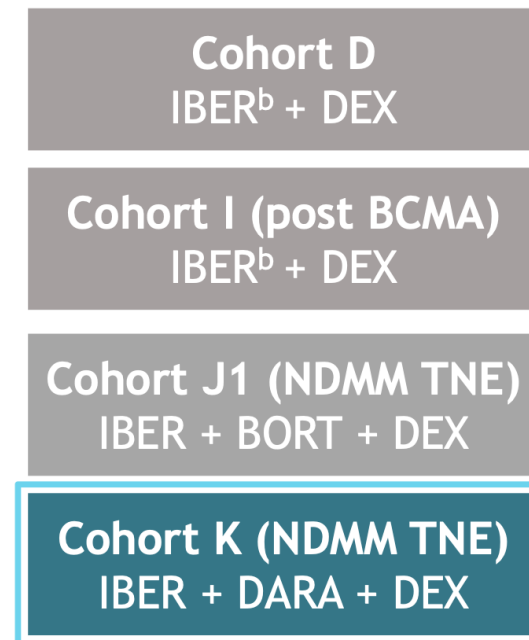 Cohort D
IBERᵇ + DEX
Cohort I (post BCMA)
IBERᵇ + DEX
Cohort J1 (NDMM TNE)
IBER + BORT + DEX
Cohort K (NDMM TNE)
IBER + DARA + DEX